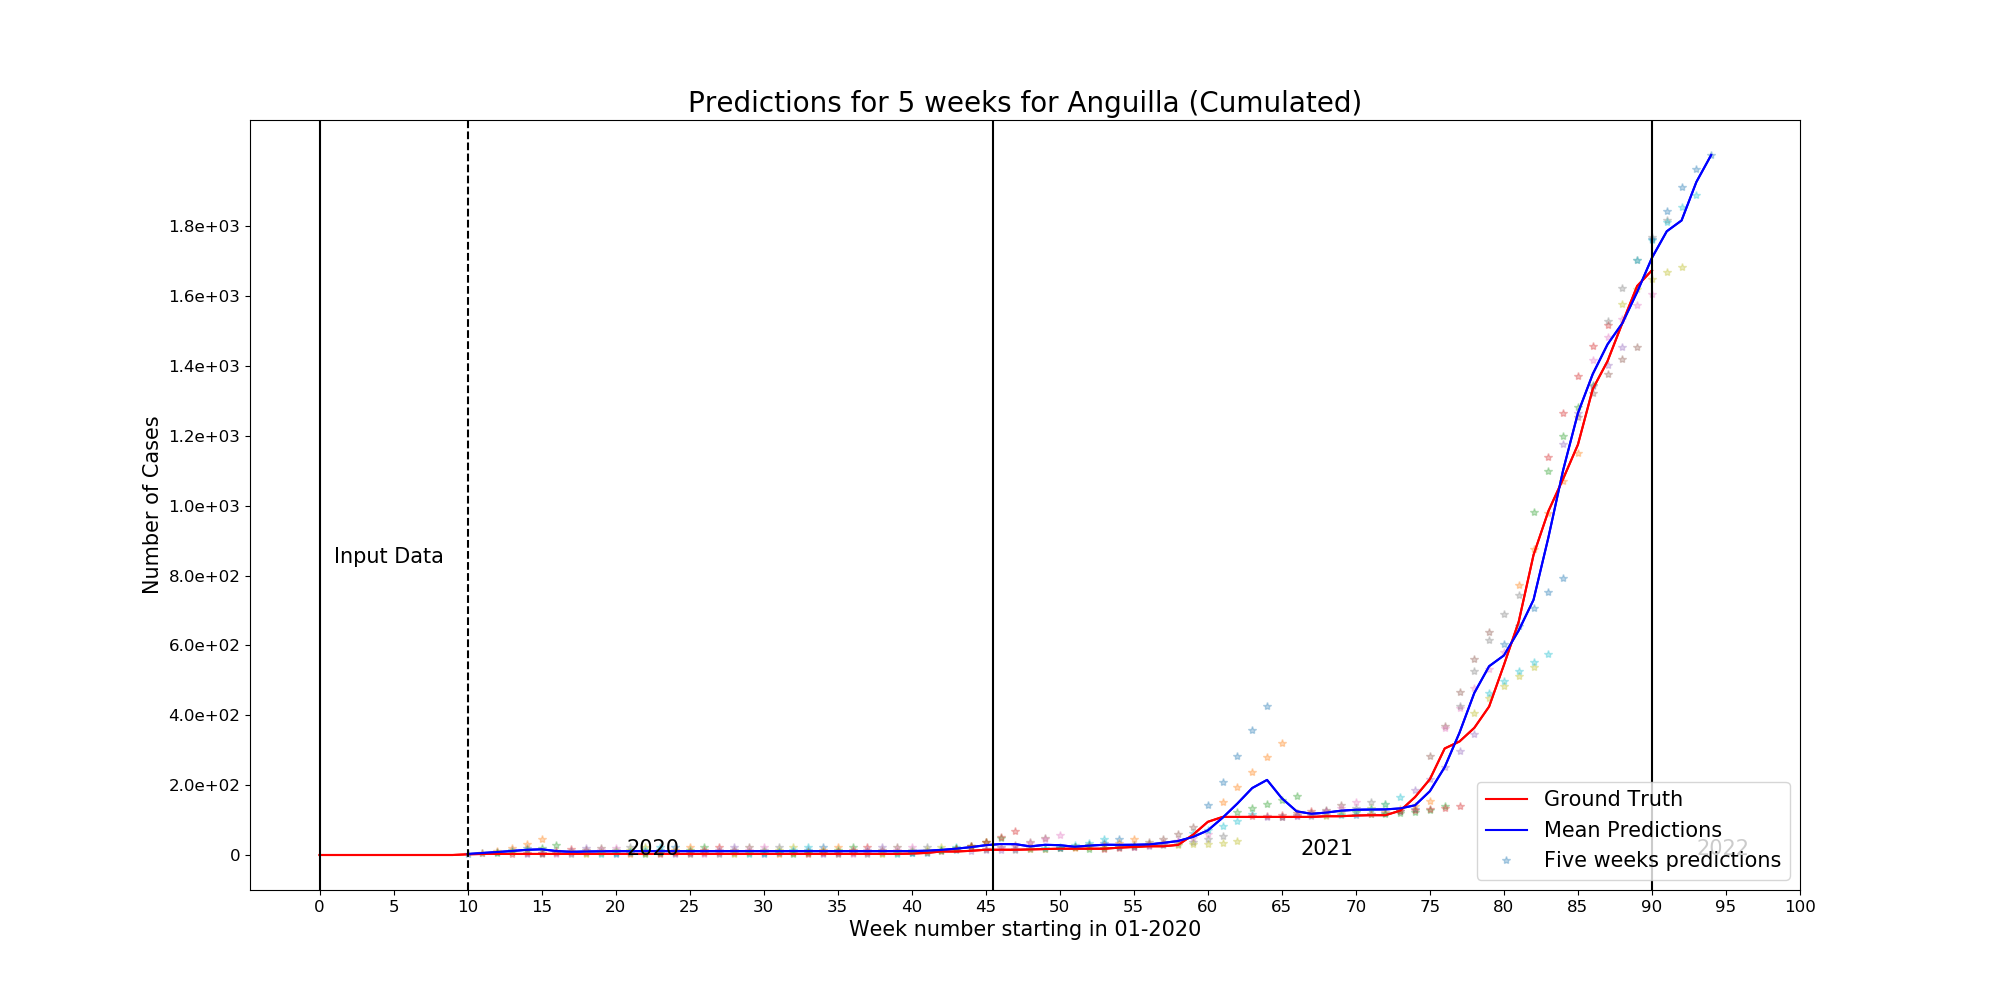 Predictions for 5 weeks for Anguilla (Cumulated)
Number of Cases
1.8e+03
1.6e+03
1.4e+03
1.2e+03
1.0e+03
8.0e+02
6.0e+02
4.0e+02
2.0e+02
0
Input Data
2020
2021
2022
Ground Truth
Mean Predictions
Five weeks predictions
0 5 10 15 20 25 30 35 40 45 50 55 60 65 70 75 80 85 90 95 100
Week number starting in 01-2020